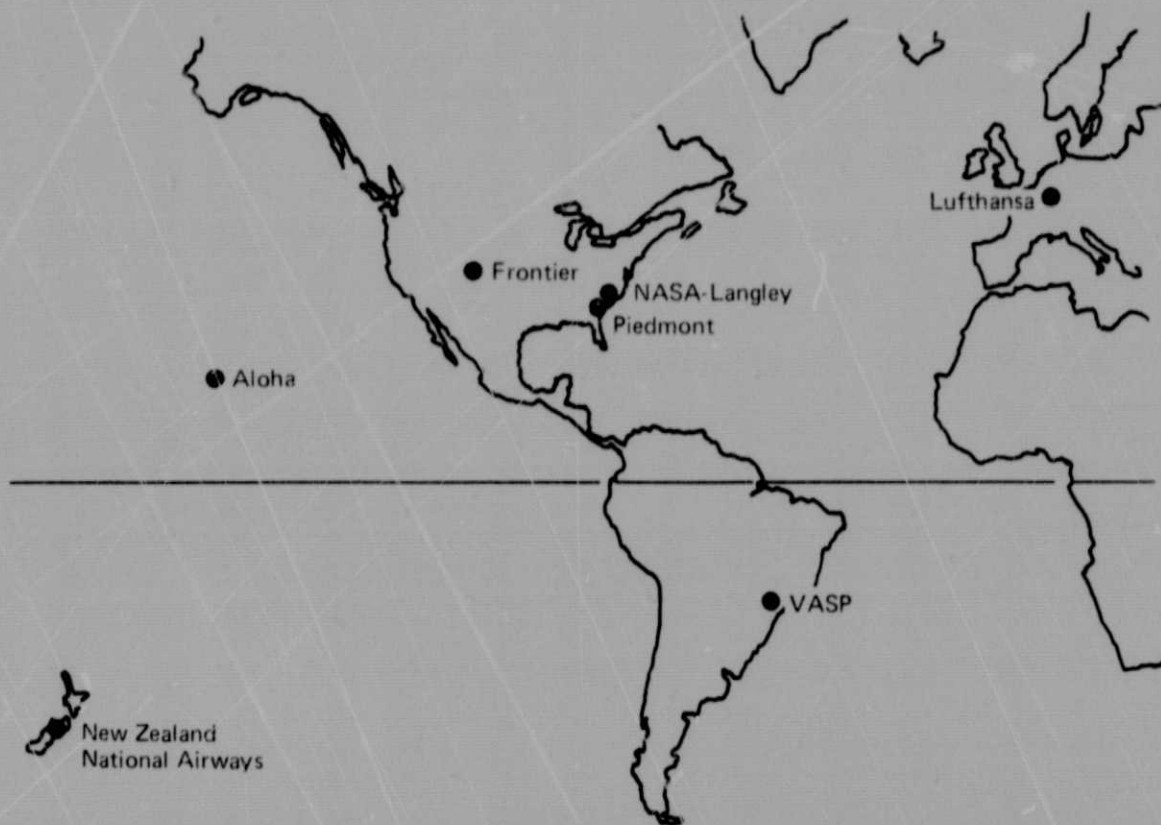 Lufthansa
Frontier
NASA-Langley
Piedmont
Aloha
VASP
New Zealand
National Airways